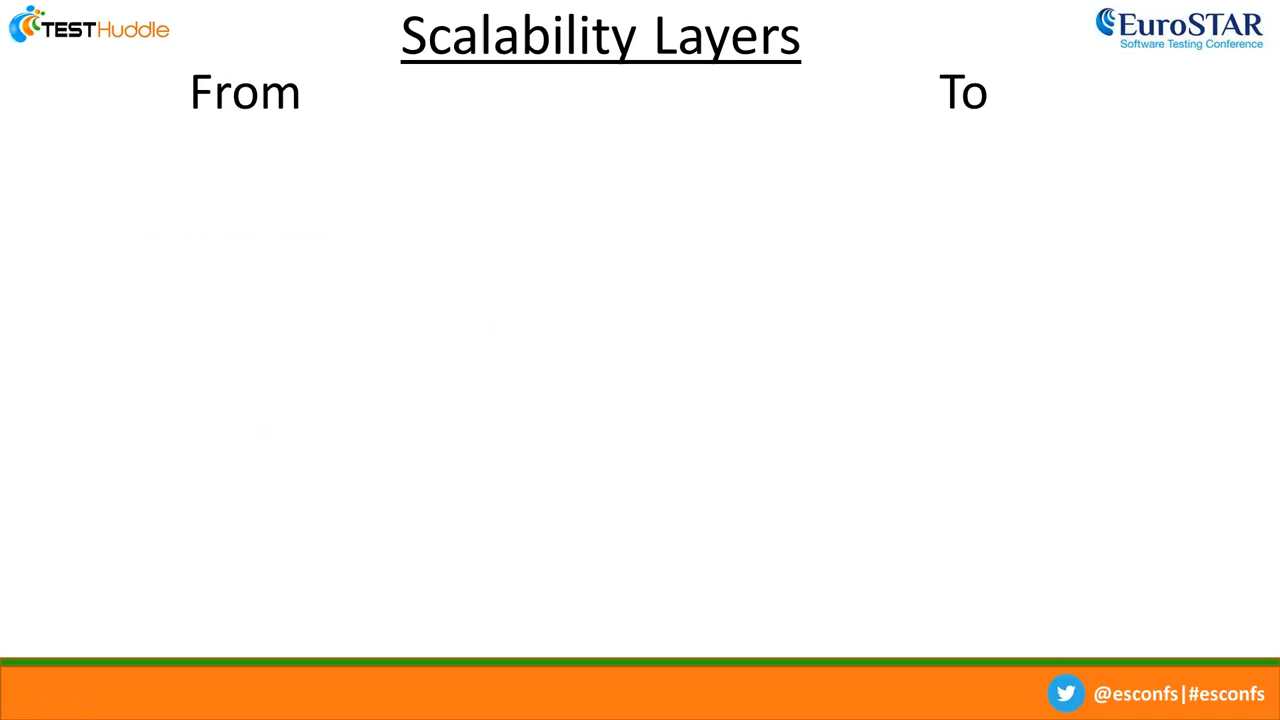 TESTHuddle
Scalability Layers
EuroSTAR
Software Testing Conference
From
To
@esconfs|#esconfs